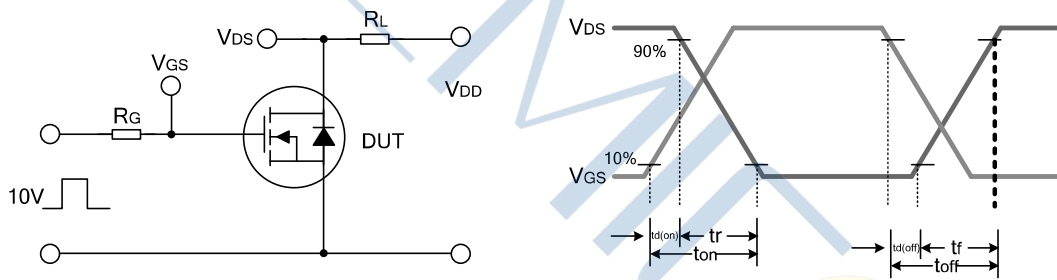 VDS
RL
VGS
VDD
RG
DUT
10V
VDS
90%
10%
VGS
td(on)
tr
ton
td(off)
tf
toff